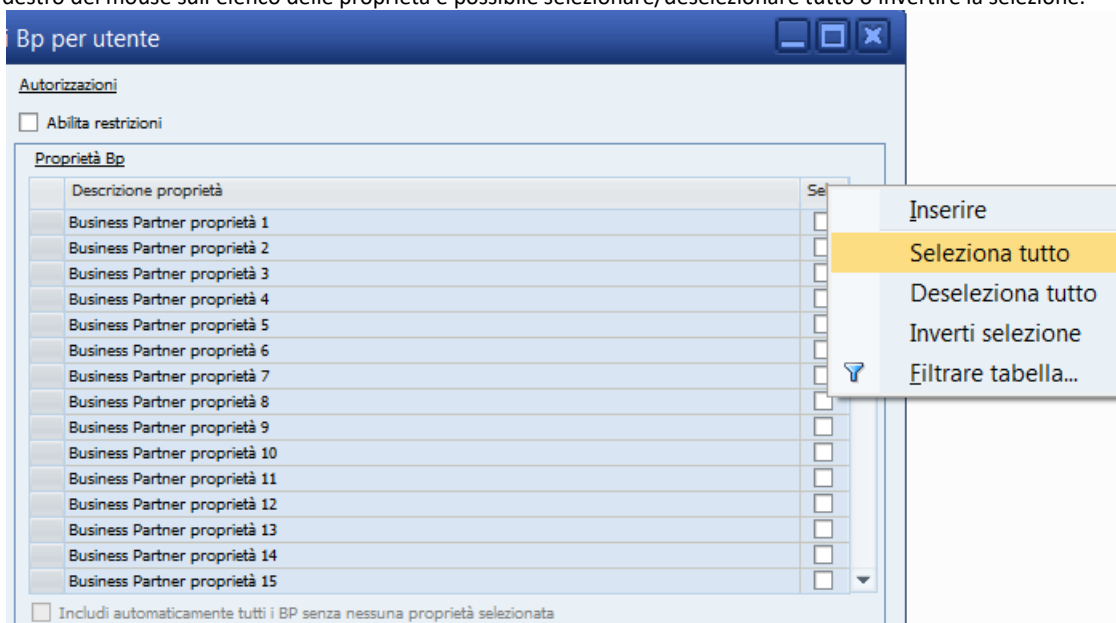 destro del mouse sull'elenco delle proprietà è possibile selezionare/deselezionare tutto o invertire la selezione.
i Bp per utente
Autorizzazioni
Abilita restrizioni
Proprietà Bp
Descrizione proprietà
Sel
Business Partner proprietà 1
Business Partner proprietà 2
Business Partner proprietà 3
Business Partner proprietà 4
Business Partner proprietà 5
Business Partner proprietà 6
Business Partner proprietà 7
Business Partner proprietà 8
Business Partner proprietà 9
Business Partner proprietà 10
Business Partner proprietà 11
Business Partner proprietà 12
Business Partner proprietà 13
Business Partner proprietà 14
Business Partner proprietà 15
Includi automaticamente tutti i BP senza nessuna proprietà selezionata
Inserire
Seleziona tutto
Deseleziona tutto
Inverti selezione
Filtrare tabella...